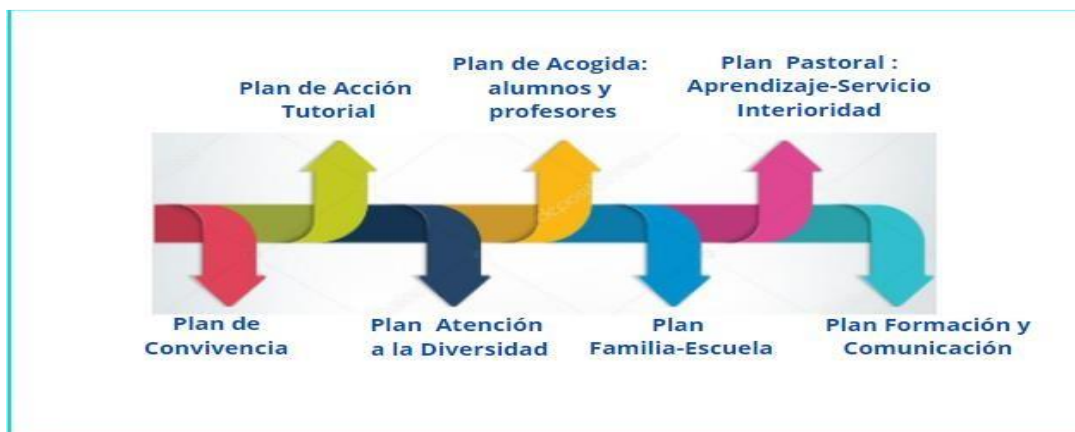 Plan de Acción
Tutorial
Plan de Acogida:
alumnos y
profesores
Plan Pastoral :
Aprendizaje-Servicio
Interioridad
Plan de
Convivencia
Plan Atención
a la Diversidad
Plan
Familia-Escuela
Plan Formación y
Comunicación